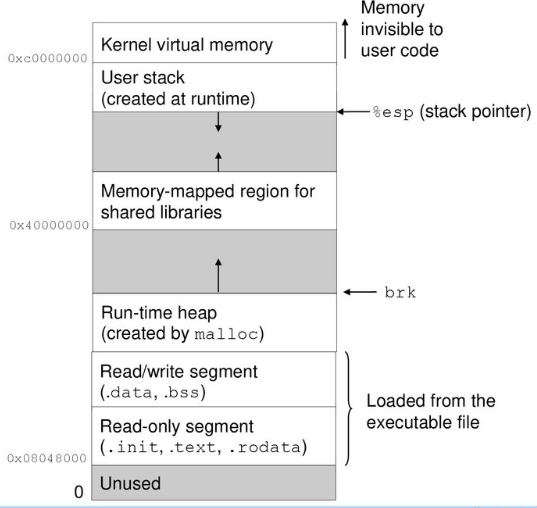 Memory
invisible to
user code
Kernel virtual memory
0xc0000000
User stack
(created at runtime)
%esp (stack pointer)
Memory-mapped region for
shared libraries
0x40000000
brk
Run-time heap
(created by malloc)
Read/write segment
(.data, .bss)
Loaded from the
executable file
Read-only segment
(.init, .text, .rodata)
0x08048000
Unused
0